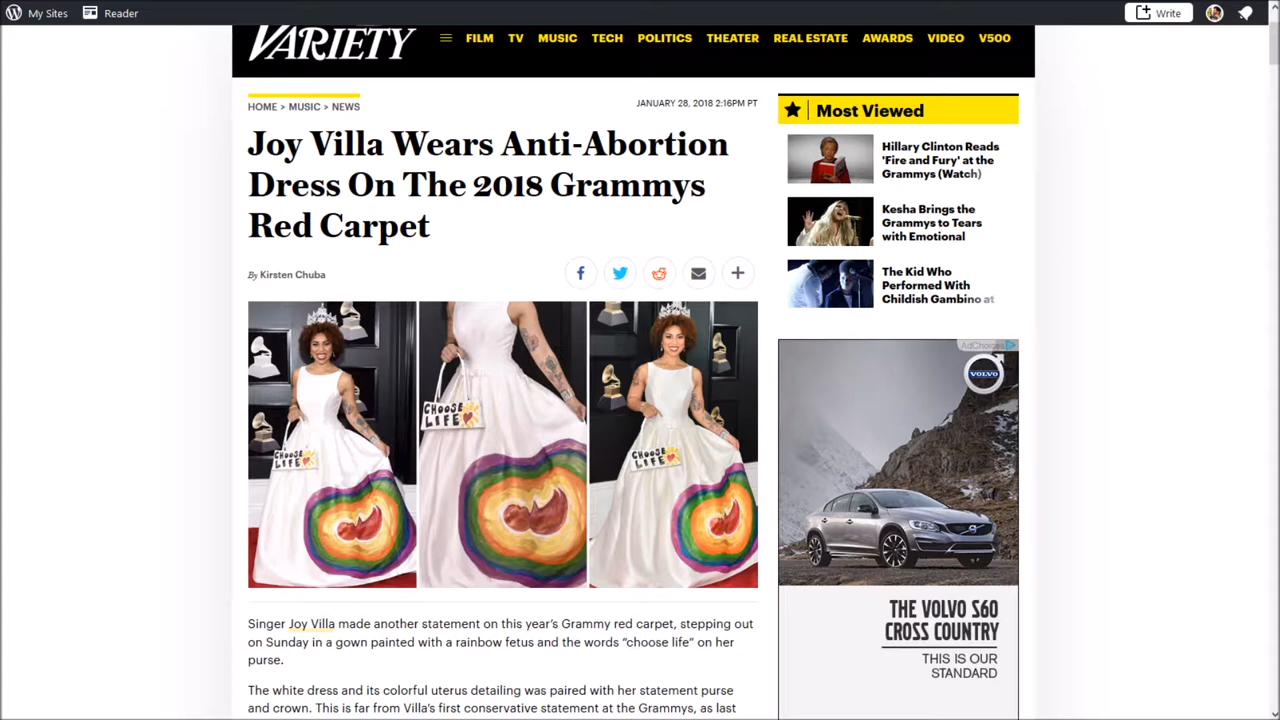 My Sites
Reader
Write
VARIETY
FILM TV MUSIC TECH POLITICS THEATER REAL ESTATE AWARDS VIDEO V500
HOME > MUSIC > NEWS
JANUARY 28, 2018 2:16PM PT
Joy Villa Wears Anti-Abortion
Dress On The 2018 Grammys
Red Carpet
By Kirsten Chuba
CHOOSE
LIFE
CHOOSE
LIFE
CHOOSE
LIFE
Singer Joy Villa made another statement on this year's Grammy red carpet, stepping out
on Sunday in a gown painted with a rainbow fetus and the words “choose life” on her
purse.
The white dress and its colorful uterus detailing was paired with her statement purse
and crown. This is far from Villa's first conservative statement at the Grammys, as last
Most Viewed
Hillary Clinton Reads
'Fire and Fury' at the
Grammys (Watch)
Kesha Brings the
Grammys to Tears
with Emotional
The Kid Who
Performed With
Childish Gambino at
AdChoices
VOLVO
THE VOLVO S60
CROSS COUNTRY
THIS IS OUR
STANDARD